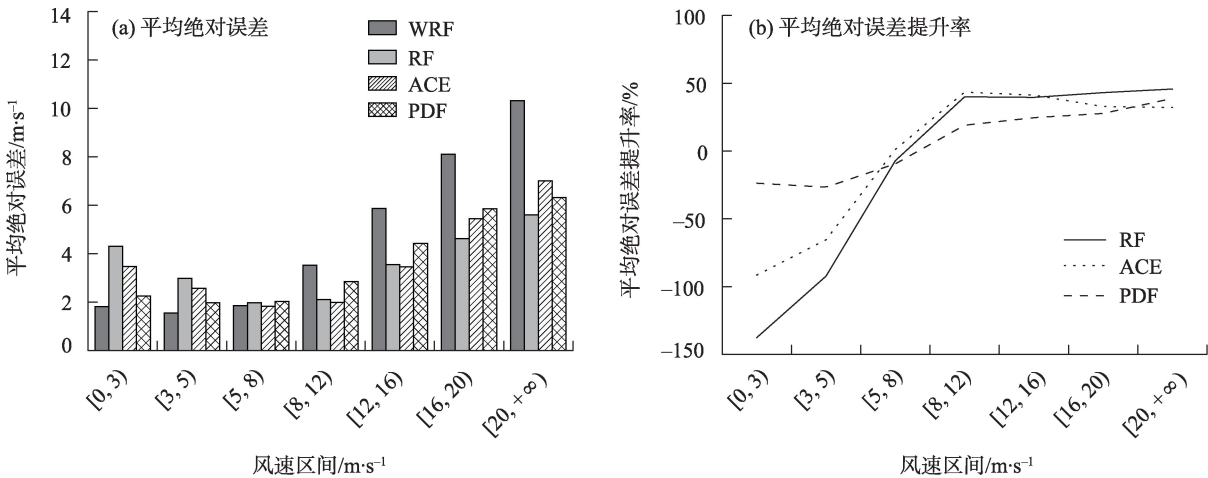 (a) 平均绝对误差
WRF
RF
ACE
PDF
平均绝对误差/m·s⁻¹
14
12
10
8
6
4
2
0
[0, 3)
[3, 5)
[5, 8)
[8, 12)
[12, 16)
[16, 20)
[20, +∞)
风速区间/m·s⁻¹
(b) 平均绝对误差提升率
平均绝对误差提升率/%
100
50
0
–50
–100
–150
RF
ACE
PDF
[0, 3)
[3, 5)
[5, 8)
[8, 12)
[12, 16)
[16, 20)
[20, +∞)
风速区间/m·s⁻¹